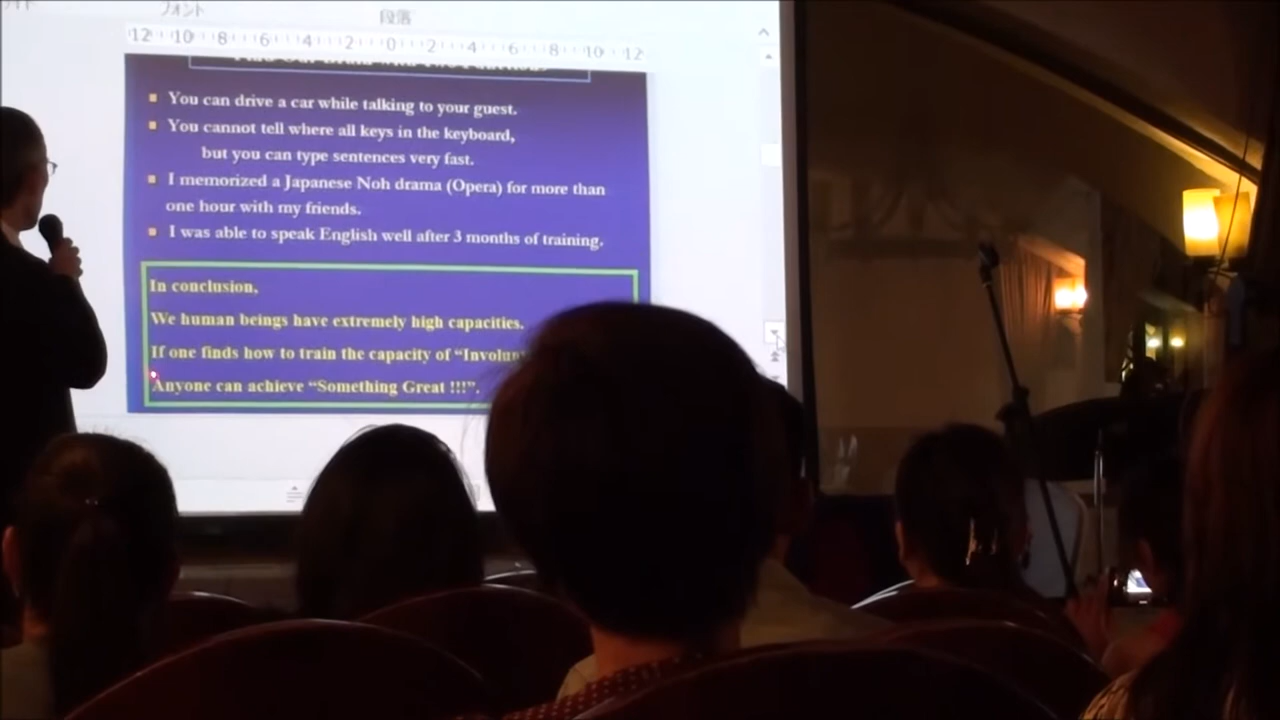 フォント
段落
12 10 8 6 4 2 0 2 4 6 8 10 12
You can drive a car while talking to your guest.
You cannot tell where all keys in the keyboard,
but you can type sentences very fast.
I memorized a Japanese Noh drama (Opera) for more than
one hour with my friends.
I was able to speak English well after 3 months of training.
In conclusion,
We human beings have extremely high capacities.
If one finds how to train the capacity of
Anyone can achieve “Something Great !!!”.